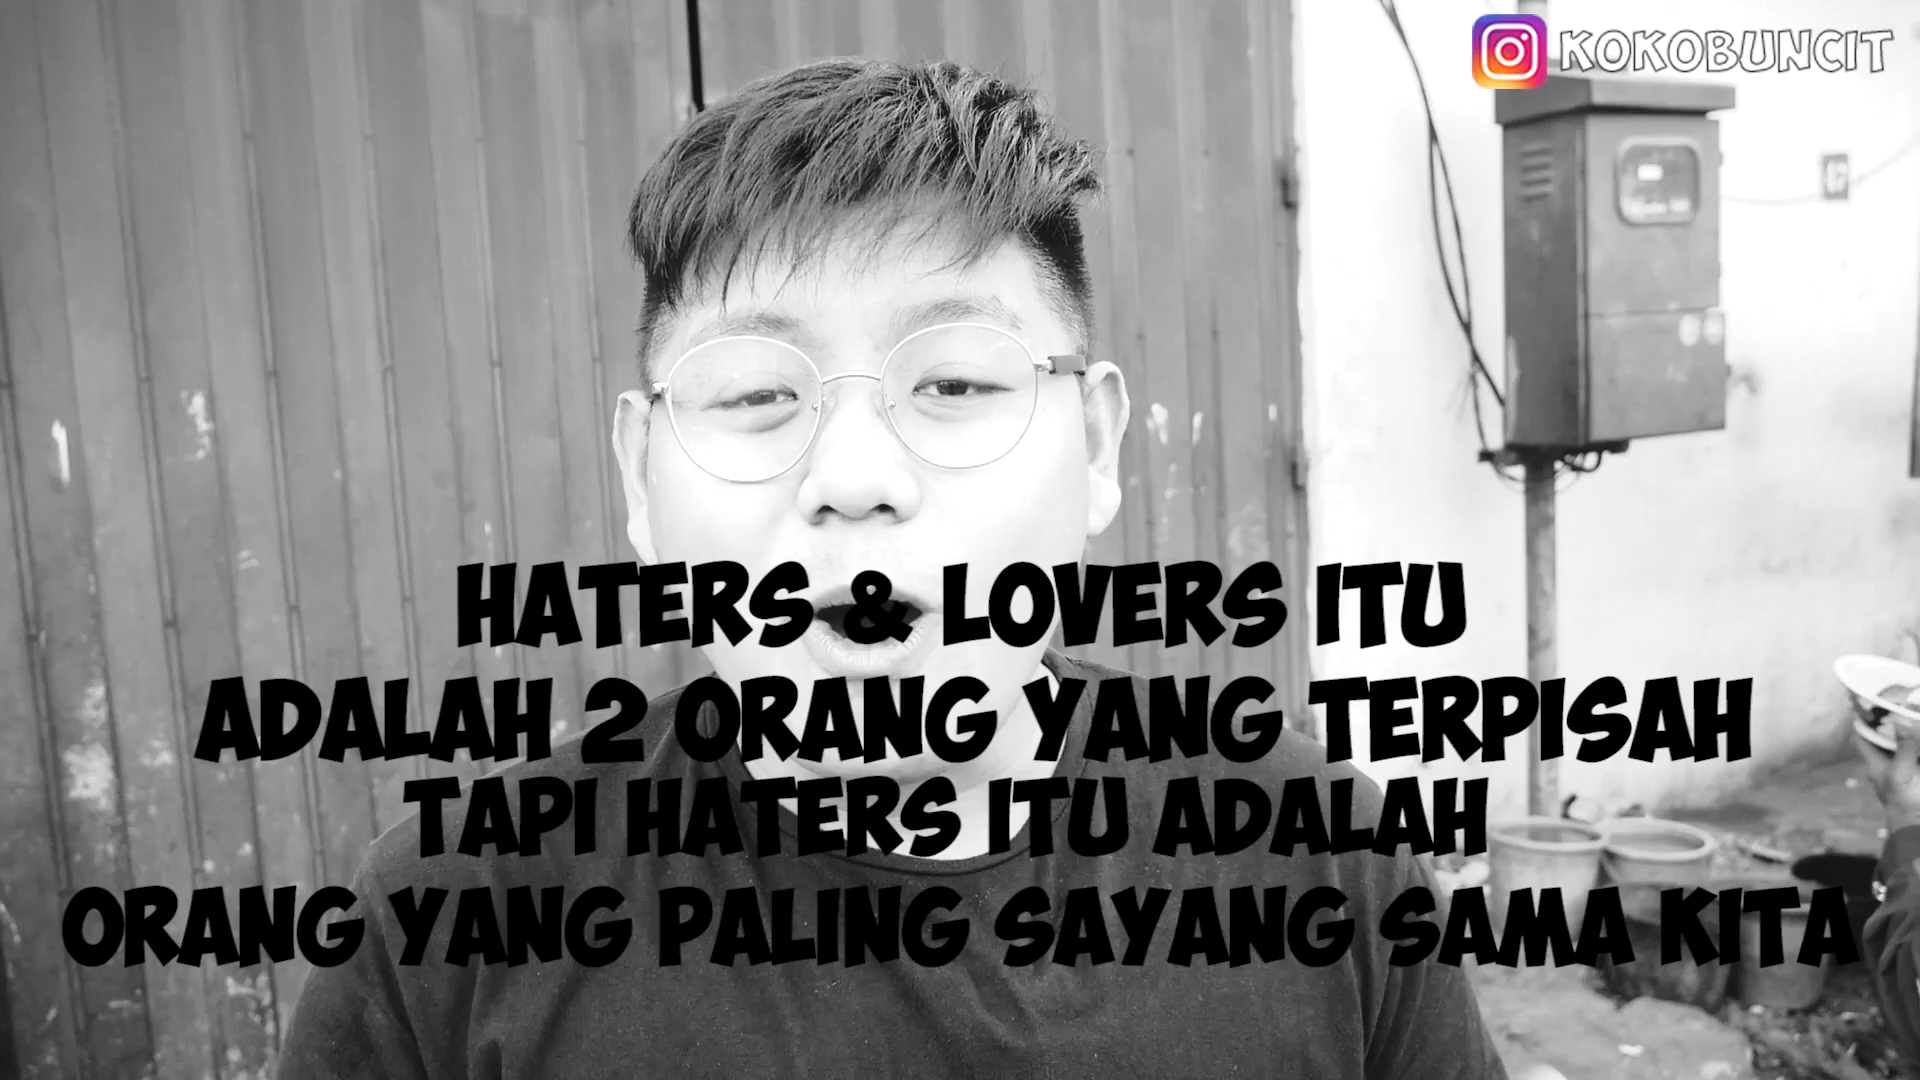 KOKOBUNCIT
HATERS & LOVERS ITU
ADALAH 2 ORANG YANG TERPISAH
TAPI HATERS ITU ADALAH
ORANG YANG PALING SAYANG SAMA KITA